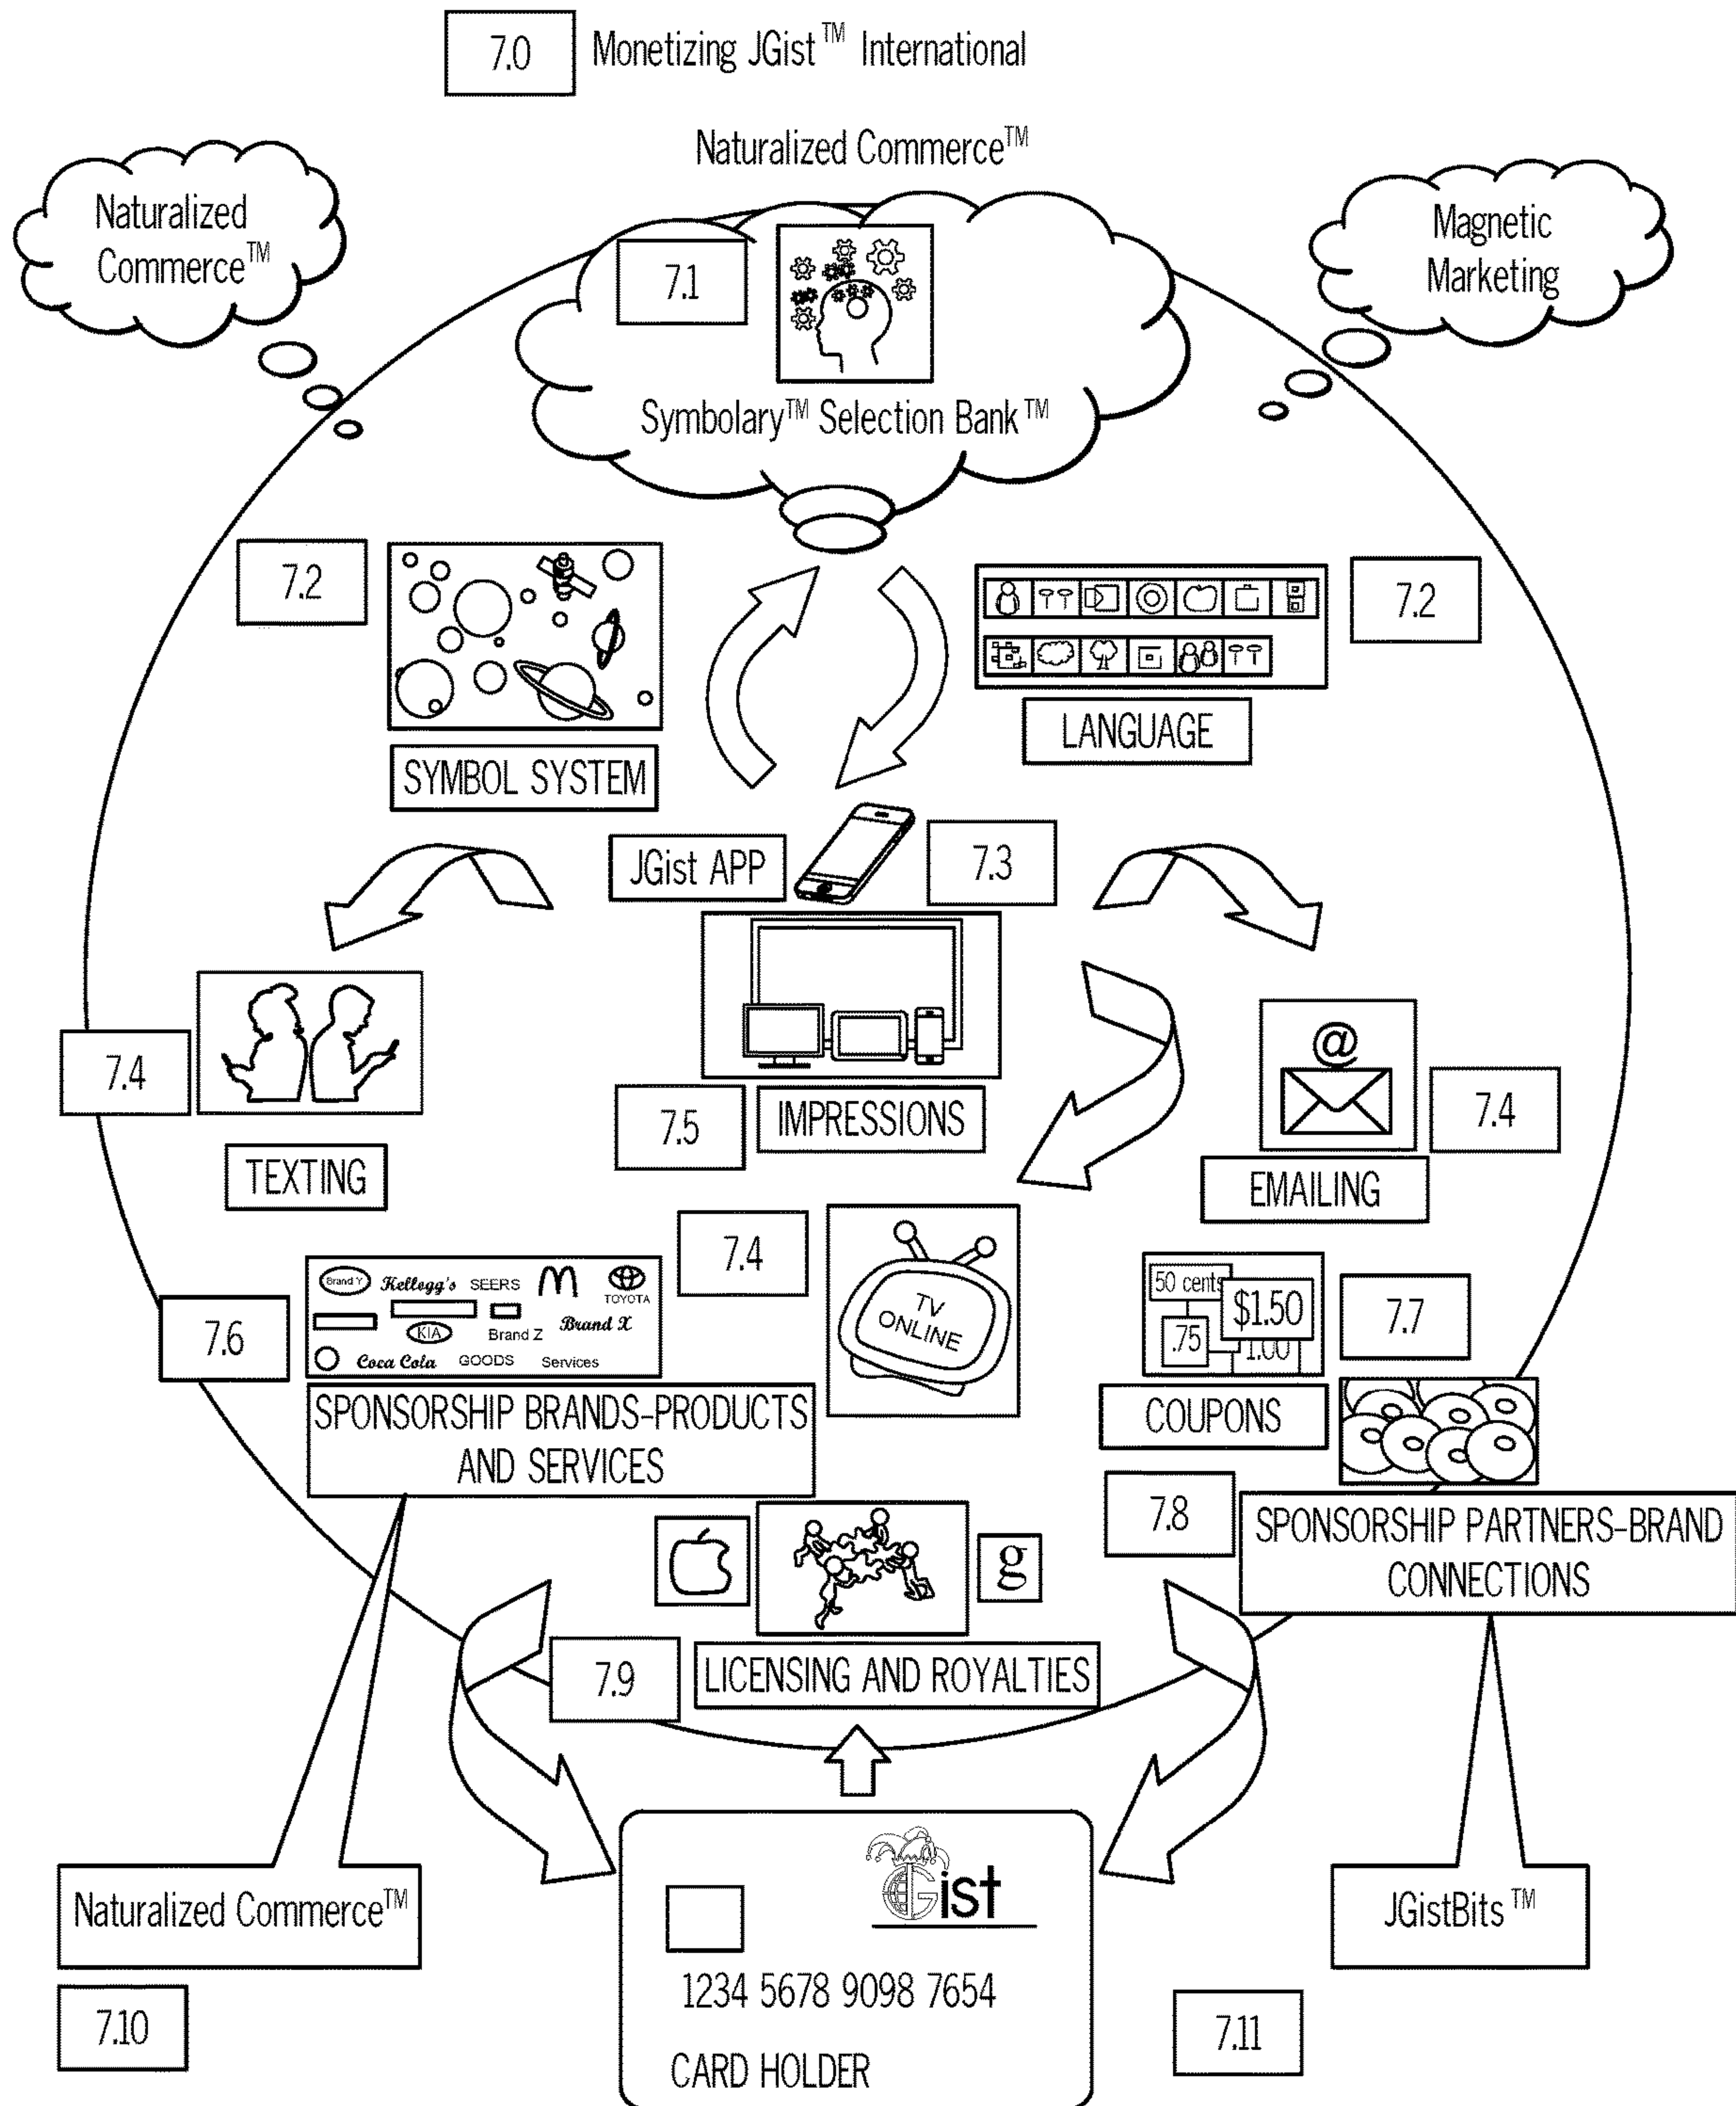 7.0 Monetizing JGist™ International
Naturalized Commerce™
Naturalized
Commerce™
Magnetic
Marketing
7.1
Symbolary™ Selection Bank™
7.2
SYMBOL SYSTEM
7.2
LANGUAGE
JGist APP
7.3
7.4
TEXTING
7.5
IMPRESSIONS
@
7.4
EMAILING
7.4
TV
ONLINE
7.6
Brand Y Kellogg's SEERS M
TOYOTA
KIA Brand Z Brand X
Coca Cola GOODS Services
SPONSORSHIP BRANDS-PRODUCTS
AND SERVICES
50 cents
$1.50
.75
1.00
7.7
COUPONS
7.8
SPONSORSHIP PARTNERS-BRAND
CONNECTIONS
g
7.9
LICENSING AND ROYALTIES
Naturalized Commerce™
7.10
Gist
1234 5678 9098 7654
CARD HOLDER
JGistBits™
7.11